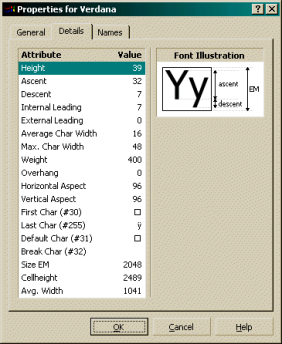 Properties for Verdana
General Details Names
Attribute Value
Height 39
Ascent 32
Descent 7
Internal Leading 7
External Leading 0
Average Char Width 16
Max. Char Width 48
Weight 400
Overhang 0
Horizontal Aspect 96
Vertical Aspect 96
First Char (#30) □
Last Char (#255) ÿ
Default Char (#31) □
Break Char (#32)
Size EM 2048
Cellheight 2489
Avg. Width 1041
Font Illustration
Yy
ascent
descent
EM
OK Cancel Help